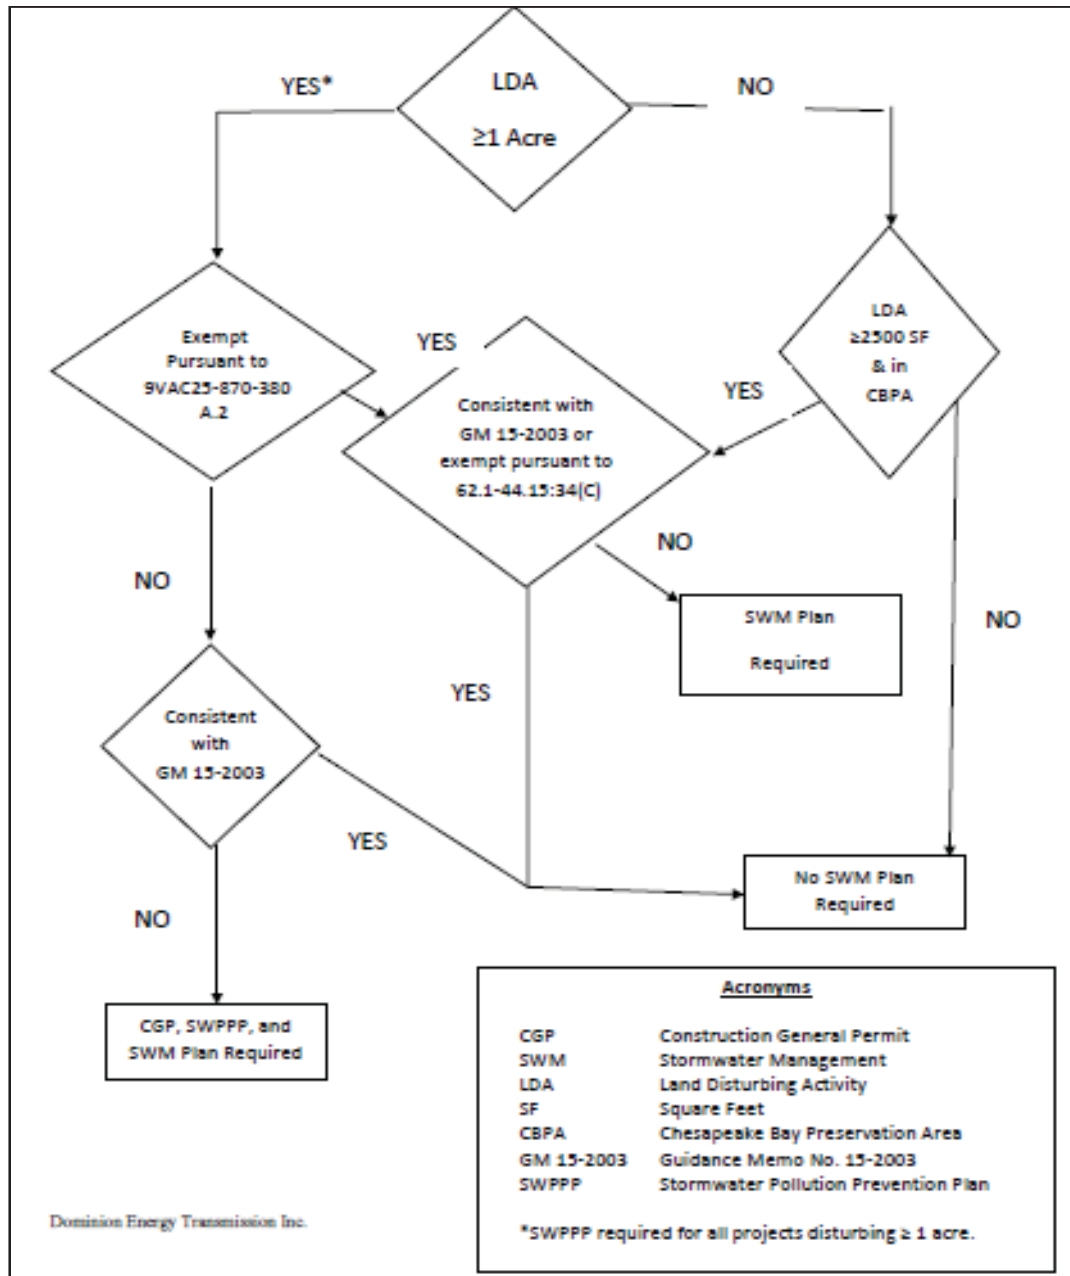 LDA
≥1 Acre
YES*
NO
Exempt
Pursuant to
9VAC25-870-380
A.2
YES
Consistent with
GM 15-2003 or
exempt pursuant to
62.1-44.15:34(C)
LDA
≥2500 SF
& in
CBPA
YES
NO
NO
SWM Plan
Required
NO
YES
Consistent
with
GM 15-2003
YES
No SWM Plan
Required
NO
CGP, SWPPP, and
SWM Plan Required
Acronyms
CGP Construction General Permit
SWM Stormwater Management
LDA Land Disturbing Activity
SF Square Feet
CBPA Chesapeake Bay Preservation Area
GM 15-2003 Guidance Memo No. 15-2003
SWPPP Stormwater Pollution Prevention Plan
*SWPPP required for all projects disturbing ≥ 1 acre.
Dominion Energy Transmission Inc.